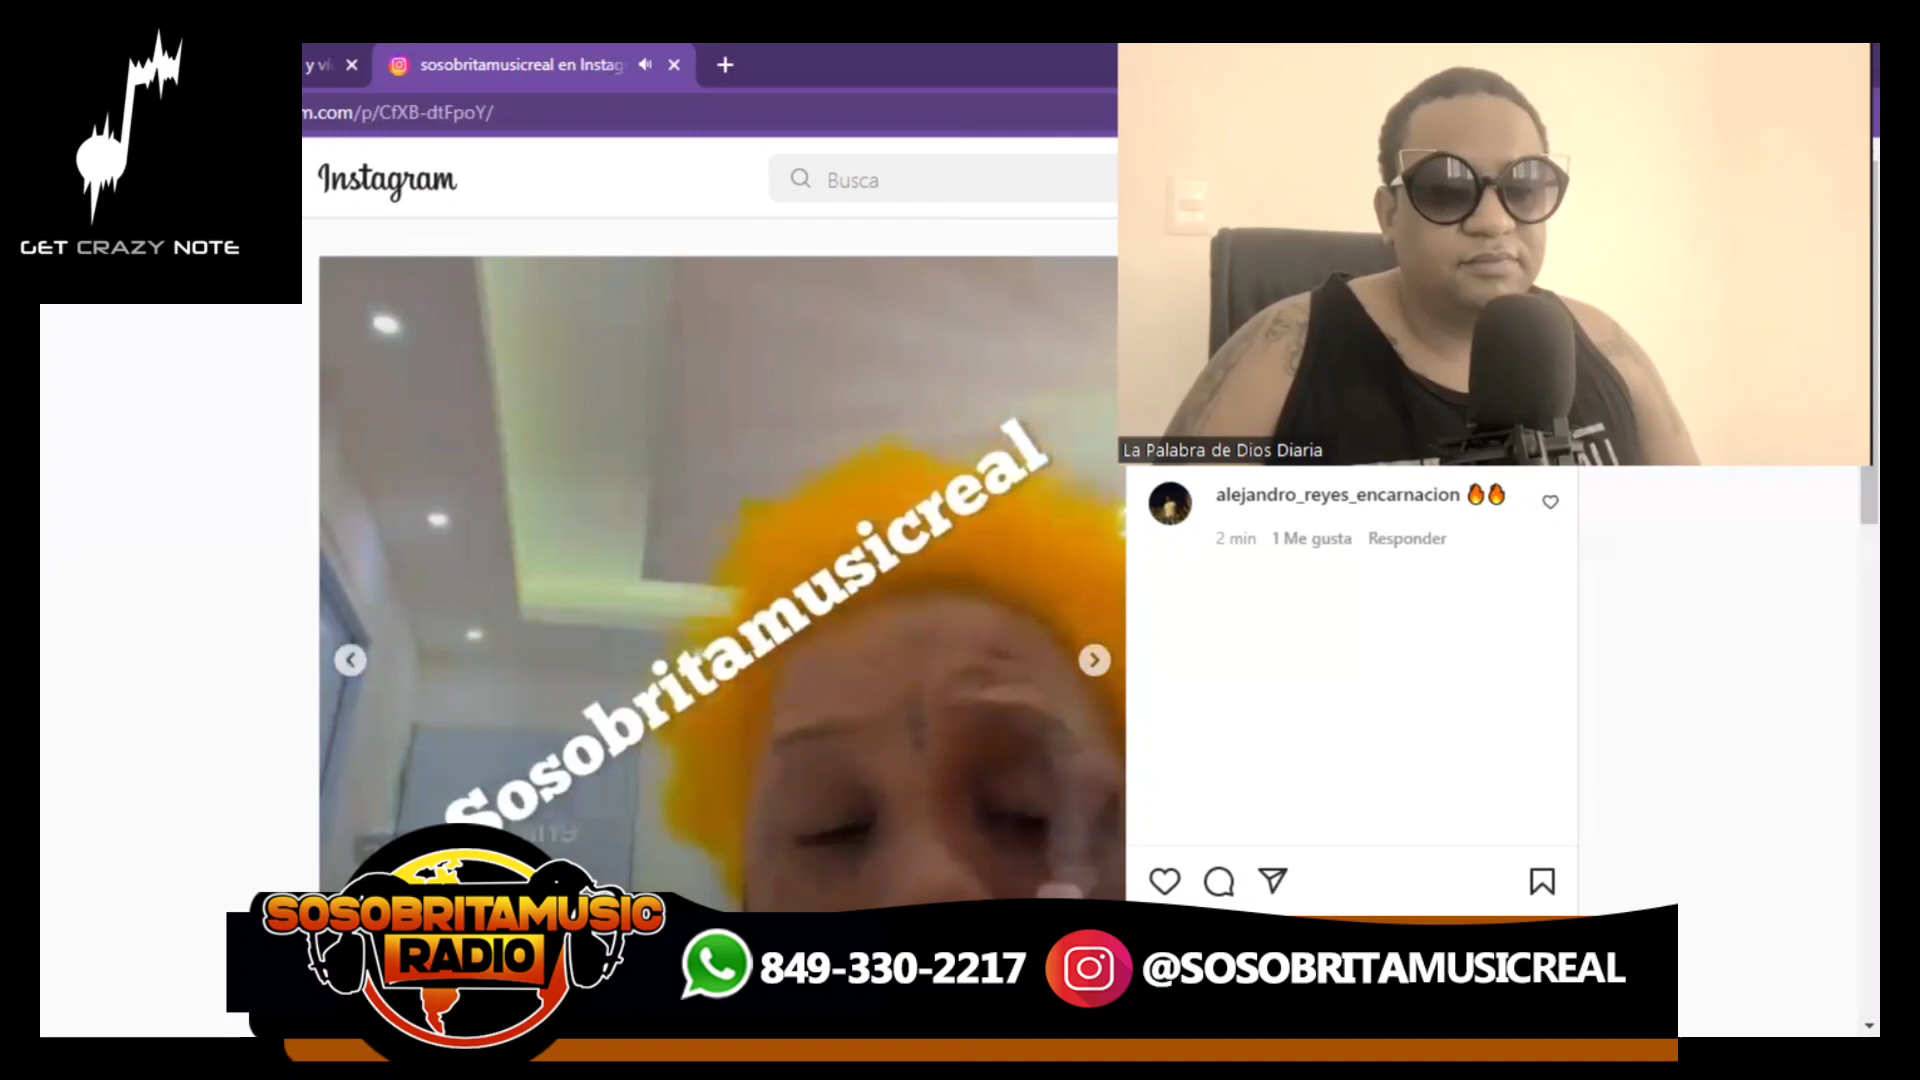 GET CRAZY NOTE
sosobritamusicreal en Instag
m.com/p/CfXB-dtFpoY/
Instagram
Busca
La Palabra de Dios Diaria
alejandro_reyes_encarnacion 🔥🔥
2 min 1 Me gusta Responder
Sosobritamusicreal
SOSOBRITAMUSIC
RADIO
849-330-2217
@SOSOBRITAMUSICREAL